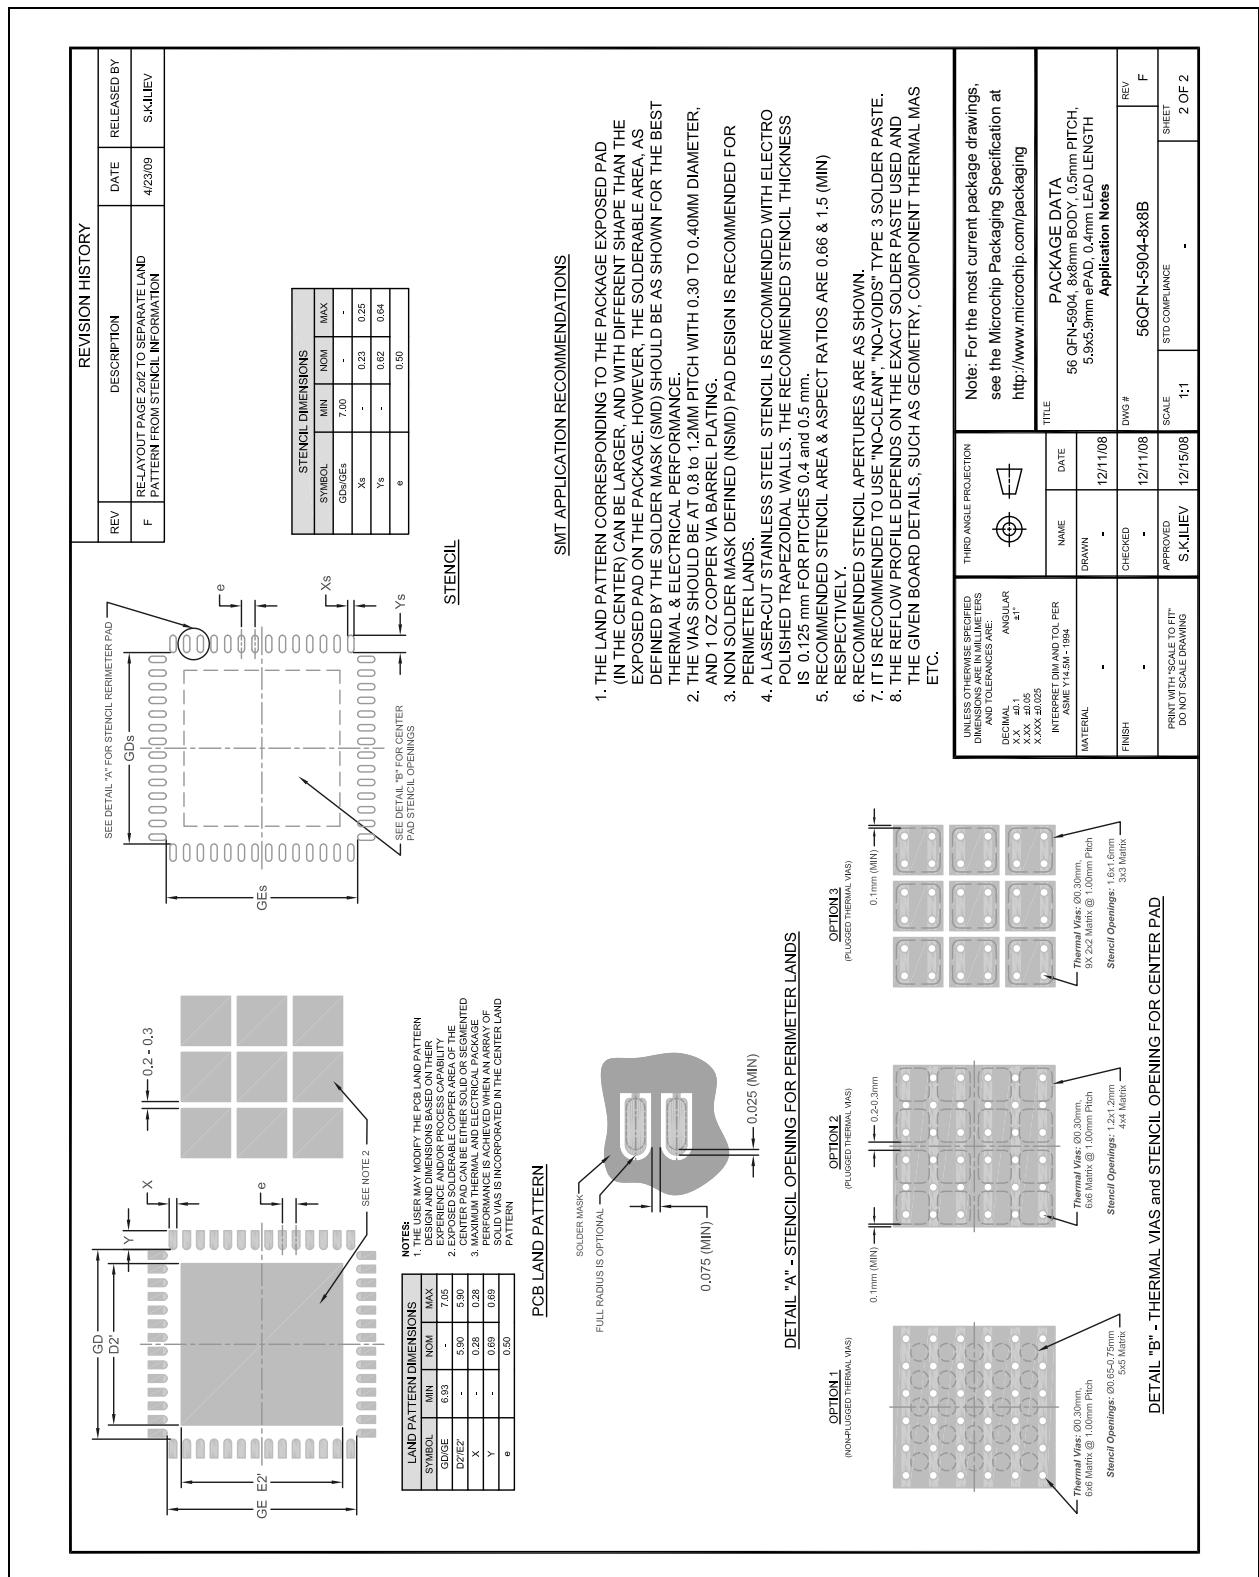 REVISION HISTORY
REV DESCRIPTION DATE RELEASED BY
F RE-LAYOUT PAGE 2of2 TO SEPARATE LAND PATTERN FROM STENCIL INFORMATION 4/23/09 S.K.ILIEV
GD
D2'
Y
X
e
GE
E2'
0.2 - 0.3
SEE NOTE 2
LAND PATTERN DIMENSIONS
SYMBOL MIN NOM MAX
GD/GE 6.93 - 7.05
D2'/E2' - 5.90 5.90
X - 0.28 0.28
Y - 0.69 0.69
e 0.50
NOTES:
1. THE USER MAY MODIFY THE PCB LAND PATTERN
DESIGN AND DIMENSIONS BASED ON THEIR
EXPERIENCE AND/OR PROCESS CAPABILITY
2. EXPOSED SOLDERABLE COPPER AREA OF THE
CENTER PAD CAN BE EITHER SOLID OR SEGMENTED
3. MAXIMUM THERMAL AND ELECTRICAL PACKAGE
PERFORMANCE IS ACHIEVED WHEN AN ARRAY OF
SOLID VIAS IS INCORPORATED IN THE CENTER LAND
PATTERN
PCB LAND PATTERN
SEE DETAIL "A" FOR STENCIL RERIMETER PAD
GDs
GEs
e
Xs
Ys
SEE DETAIL "B" FOR CENTER
PAD STENCIL OPENINGS
STENCIL
STENCIL DIMENSIONS
SYMBOL MIN NOM MAX
GDs/GEs 7.00 - -
Xs - 0.23 0.25
Ys - 0.62 0.64
e 0.50
SOLDER MASK
FULL RADIUS IS OPTIONAL
0.075 (MIN)
0.025 (MIN)
DETAIL "A" - STENCIL OPENING FOR PERIMETER LANDS
OPTION 1
(NON-PLUGGED THERMAL VIAS)
Thermal Vias: Ø0.30mm,
6x6 Matrix @ 1.00mm Pitch
Stencil Openings: Ø0.65-0.75mm
5x5 Matrix
OPTION 2
(PLUGGED THERMAL VIAS)
0.1mm (MIN)
0.2-0.3mm
Thermal Vias: Ø0.30mm,
6x6 Matrix @ 1.00mm Pitch
Stencil Openings: 1.2x1.2mm
4x4 Matrix
OPTION 3
(PLUGGED THERMAL VIAS)
0.1mm (MIN)
Thermal Vias: Ø0.30mm,
9X 2x2 Matrix @ 1.00mm Pitch
Stencil Openings: 1.6x1.6mm
3x3 Matrix
DETAIL "B" - THERMAL VIAS and STENCIL OPENING FOR CENTER PAD
SMT APPLICATION RECOMMENDATIONS
1. THE LAND PATTERN CORRESPONDING TO THE PACKAGE EXPOSED PAD
(IN THE CENTER) CAN BE LARGER, AND WITH DIFFERENT SHAPE THAN THE
EXPOSED PAD ON THE PACKAGE. HOWEVER, THE SOLDERABLE AREA, AS
DEFINED BY THE SOLDER MASK (SMD) SHOULD BE AS SHOWN FOR THE BEST
THERMAL & ELECTRICAL PERFORMANCE.
2. THE VIAS SHOULD BE AT 0.8 to 1.2MM PITCH WITH 0.30 TO 0.40MM DIAMETER,
AND 1 OZ COPPER VIA BARREL PLATING.
3. NON SOLDER MASK DEFINED (NSMD) PAD DESIGN IS RECOMMENDED FOR
PERIMETER LANDS.
4. A LASER-CUT STAINLESS STEEL STENCIL IS RECOMMENDED WITH ELECTRO
POLISHED TRAPEZOIDAL WALLS. THE RECOMMENDED STENCIL THICKNESS
IS 0.125 mm FOR PITCHES 0.4 and 0.5 mm.
5. RECOMMENDED STENCIL AREA & ASPECT RATIOS ARE 0.66 & 1.5 (MIN)
RESPECTIVELY.
6. RECOMMENDED STENCIL APERTURES ARE AS SHOWN.
7. IT IS RECOMMENDED TO USE "NO-CLEAN", "NO-VOIDS" TYPE 3 SOLDER PASTE.
8. THE REFLOW PROFILE DEPENDS ON THE EXACT SOLDER PASTE USED AND
THE GIVEN BOARD DETAILS, SUCH AS GEOMETRY, COMPONENT THERMAL MAS
ETC.
UNLESS OTHERWISE SPECIFIED
DIMENSIONS ARE IN MILLIMETERS
AND TOLERANCES ARE:
DECIMAL ANGULAR
X.X ±0.1 ±1°
X.XX ±0.05
X.XXX ±0.025
INTERPRET DIM AND TOL PER
ASME Y14.5M - 1994
MATERIAL
-
FINISH
-
PRINT WITH "SCALE TO FIT"
DO NOT SCALE DRAWING
THIRD ANGLE PROJECTION
NAME DATE
DRAWN
- 12/11/08
CHECKED
- 12/11/08
APPROVED
S.K.ILIEV 12/15/08
Note: For the most current package drawings,
see the Microchip Packaging Specification at
http://www.microchip.com/packaging
TITLE
PACKAGE DATA
56 QFN-5904, 8x8mm BODY, 0.5mm PITCH,
5.9x5.9mm ePAD, 0.4mm LEAD LENGTH
Application Notes
DWG # REV
56QFN-5904-8x8B F
SCALE STD COMPLIANCE SHEET
1:1 - 2 OF 2